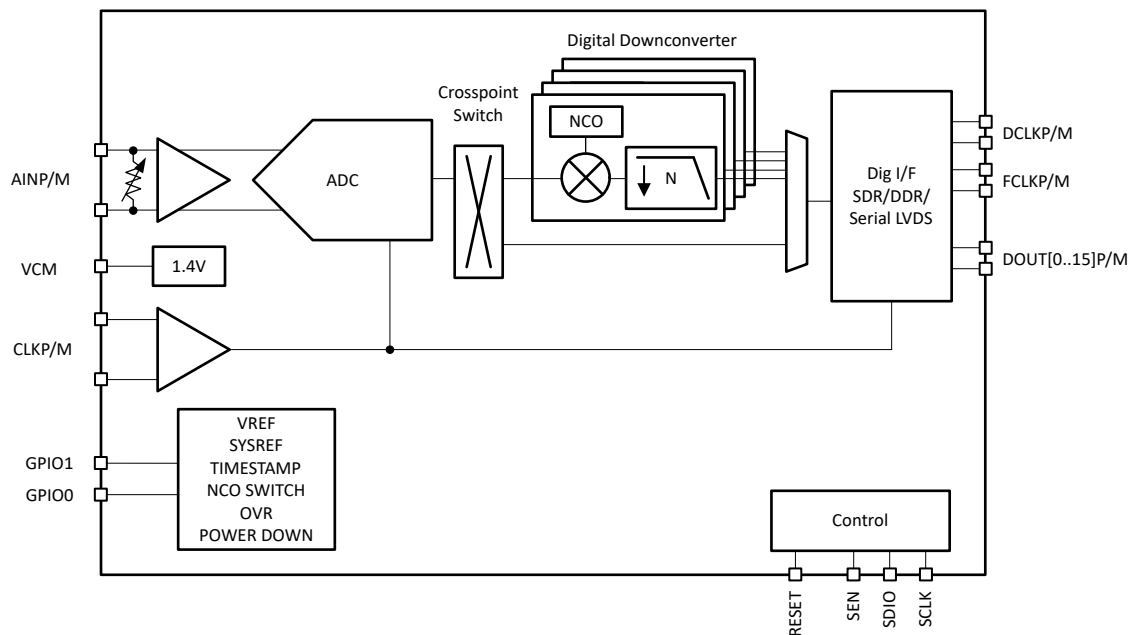 Digital Downconverter
Crosspoint
Switch
NCO
N
ADC
Dig I/F
SDR/DDR/
Serial LVDS
DCLKP/M
FCLKP/M
DOUT[0..15]P/M
AINP/M
VCM
1.4V
CLKP/M
GPIO1
GPIO0
VREF
SYSREF
TIMESTAMP
NCO SWITCH
OVR
POWER DOWN
Control
RESET
SEN
SDIO
SCLK